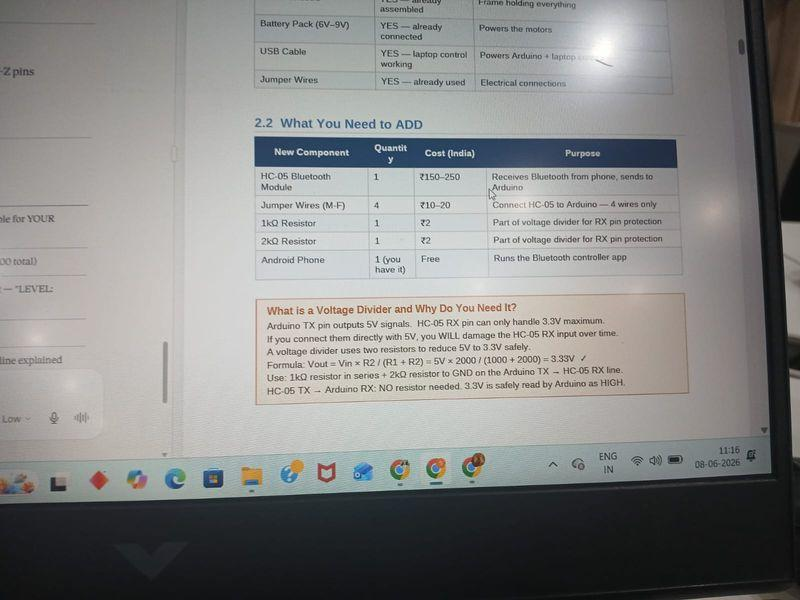 -Z pins
ble for YOUR
00 total)
— "LEVEL:
line explained
Low
assembled
Frame holding everything
Battery Pack (6V–9V) YES — already connected Powers the motors
USB Cable YES — laptop control working Powers Arduino + laptop
Jumper Wires YES — already used Electrical connections
2.2 What You Need to ADD
New Component Quantity Cost (India) Purpose
HC-05 Bluetooth Module 1 ₹150–250 Receives Bluetooth from phone, sends to Arduino
Jumper Wires (M-F) 4 ₹10–20 Connect HC-05 to Arduino — 4 wires only
1kΩ Resistor 1 ₹2 Part of voltage divider for RX pin protection
2kΩ Resistor 1 ₹2 Part of voltage divider for RX pin protection
Android Phone 1 (you have it) Free Runs the Bluetooth controller app
What is a Voltage Divider and Why Do You Need It?
Arduino TX pin outputs 5V signals. HC-05 RX pin can only handle 3.3V maximum.
If you connect them directly with 5V, you WILL damage the HC-05 RX input over time.
A voltage divider uses two resistors to reduce 5V to 3.3V safely.
Formula: Vout = Vin × R2 / (R1 + R2) = 5V × 2000 / (1000 + 2000) = 3.33V ✓
Use: 1kΩ resistor in series + 2kΩ resistor to GND on the Arduino TX → HC-05 RX line.
HC-05 TX → Arduino RX: NO resistor needed. 3.3V is safely read by Arduino as HIGH.
ENG
IN
11:16
08-06-2026